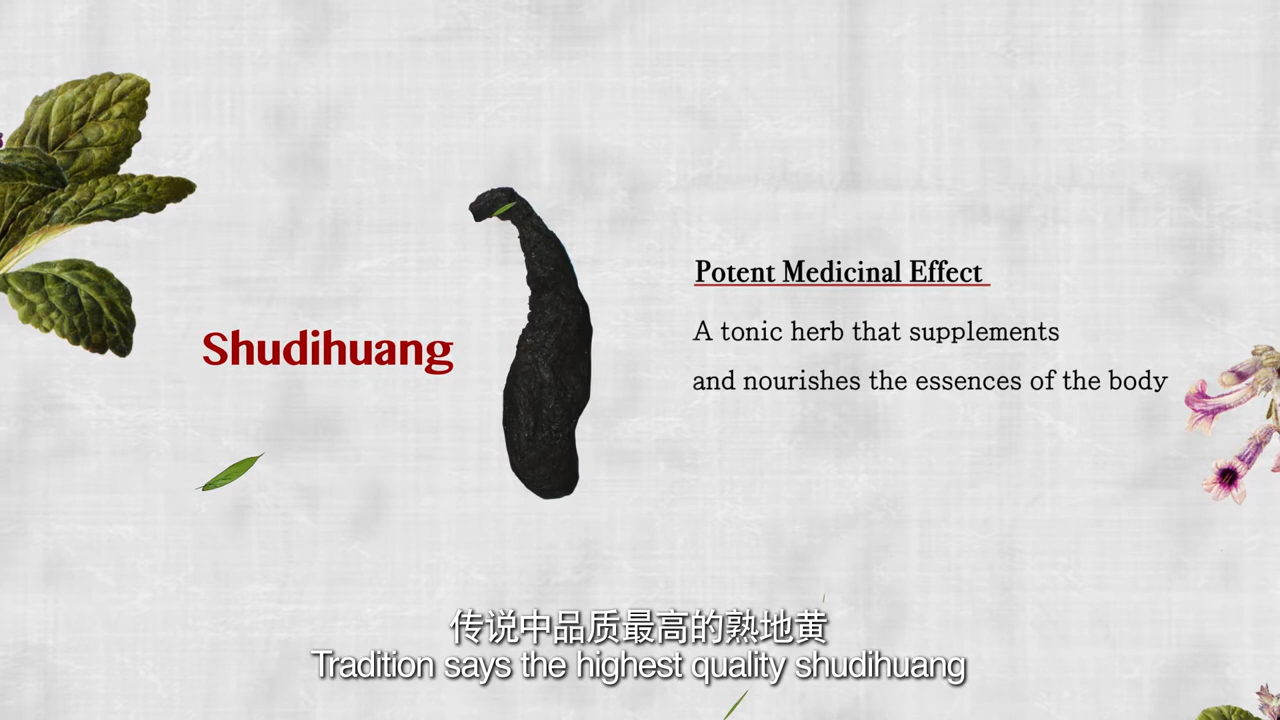 Shudihuang
Potent Medicinal Effect
A tonic herb that supplements
and nourishes the essences of the body
传说中品质最高的熟地黄
Tradition says the highest quality shudihuang